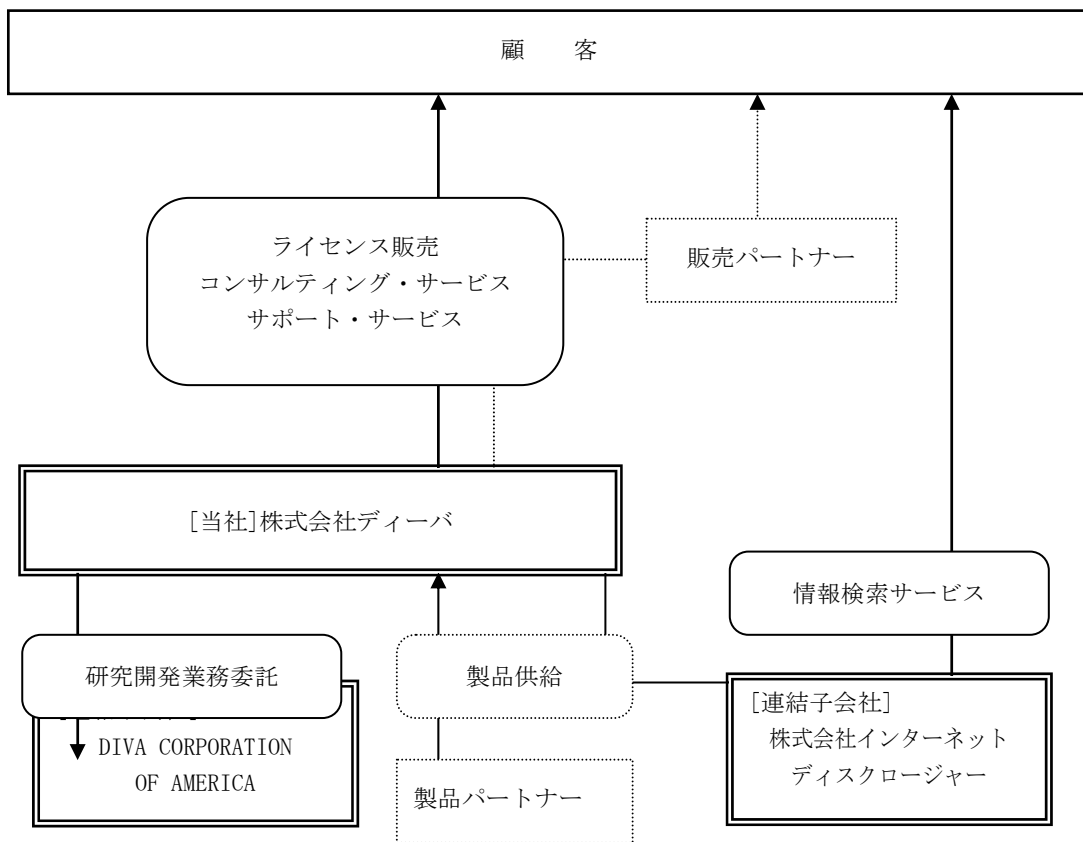 顧　　客
ライセンス販売
コンサルティング・サービス
サポート・サービス
販売パートナー
[当社]株式会社ディーバ
情報検索サービス
研究開発業務委託
製品供給
DIVA CORPORATION
OF AMERICA
[連結子会社]
株式会社インターネット
ディスクロージャー
製品パートナー